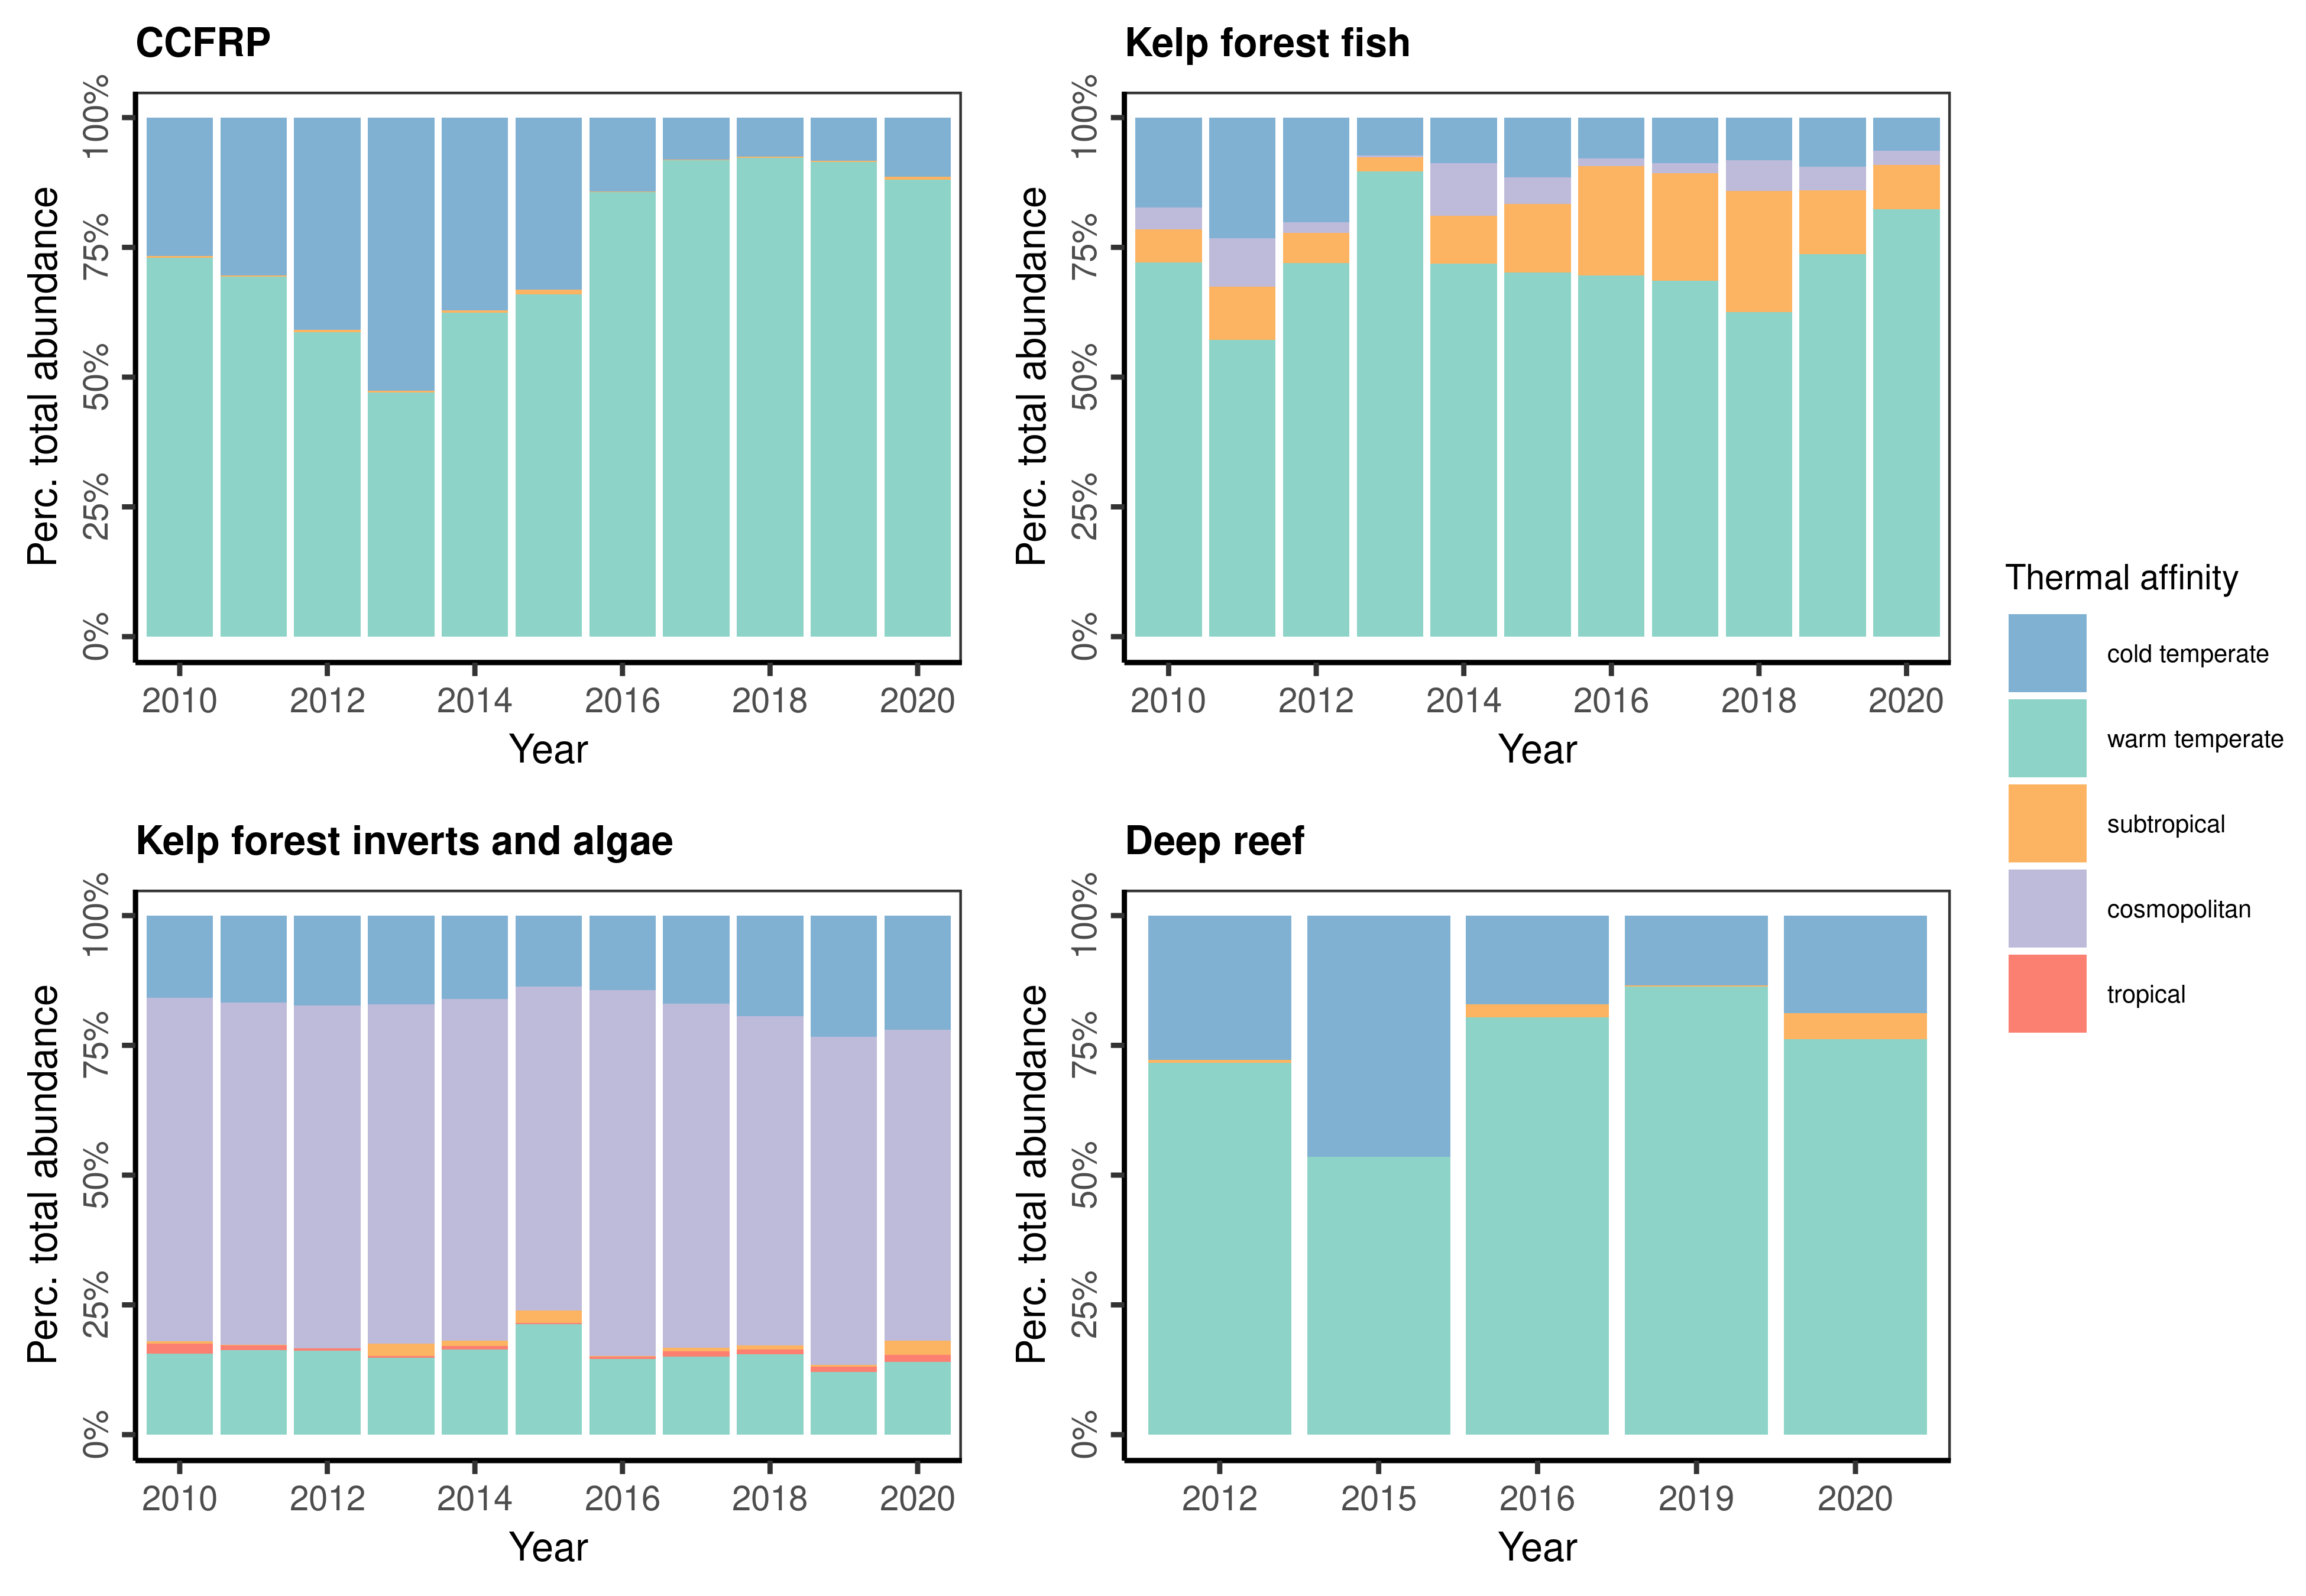 CCFRP
Perc. total abundance
100%
75%
50%
25%
0%
2010 2012 2014 2016 2018 2020
Year
Kelp forest fish
Perc. total abundance
100%
75%
50%
25%
0%
2010 2012 2014 2016 2018 2020
Year
Kelp forest inverts and algae
Perc. total abundance
100%
75%
50%
25%
0%
2010 2012 2014 2016 2018 2020
Year
Deep reef
Perc. total abundance
100%
75%
50%
25%
0%
2012 2015 2016 2019 2020
Year
Thermal affinity
cold temperate
warm temperate
subtropical
cosmopolitan
tropical